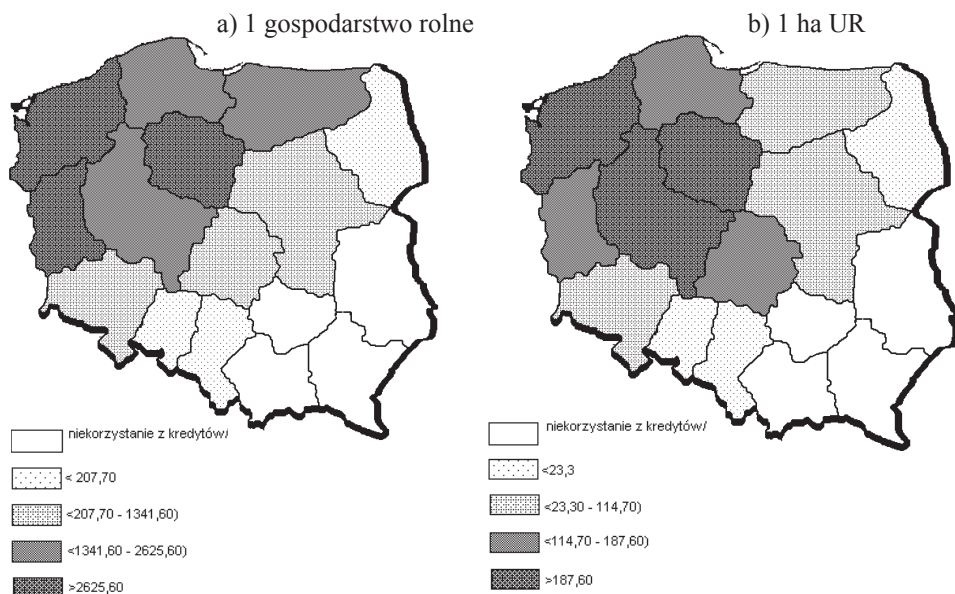 a) 1 gospodarstwo rolne
b) 1 ha UR
niekorzystanie z kredytów/
< 207,70
<207,70 - 1341,60)
<1341,60 - 2625,60)
>2625,60
niekorzystanie z kredytów/
<23,3
<23,30 - 114,70)
<114,70 - 187,60)
>187,60